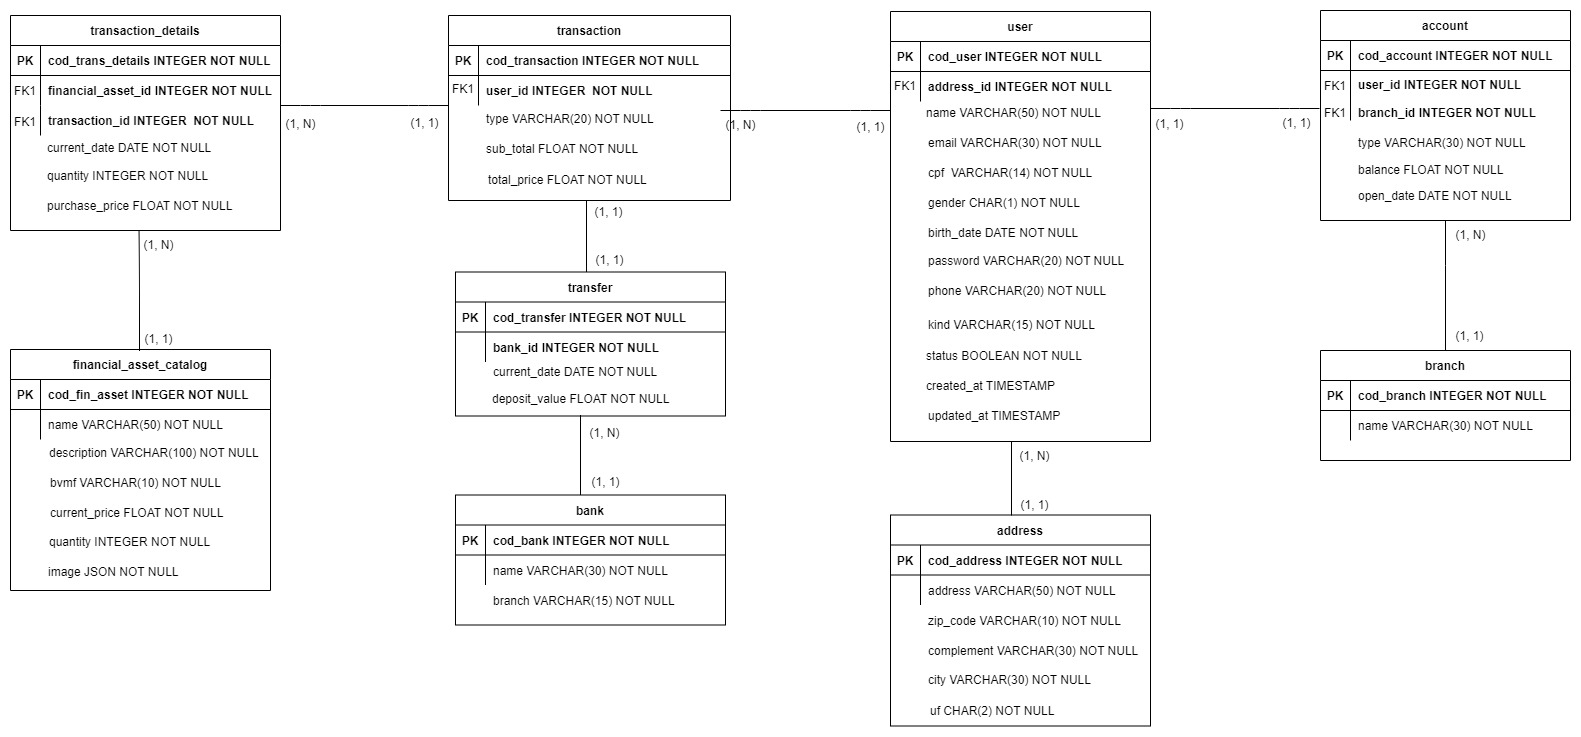 transaction_details
PK cod_trans_details INTEGER NOT NULL
FK1 financial_asset_id INTEGER NOT NULL
FK1 transaction_id INTEGER NOT NULL
current_date DATE NOT NULL
quantity INTEGER NOT NULL
purchase_price FLOAT NOT NULL
(1, N)
(1, 1)
(1, N)
(1, 1)
financial_asset_catalog
PK cod_fin_asset INTEGER NOT NULL
name VARCHAR(50) NOT NULL
description VARCHAR(100) NOT NULL
bvmf VARCHAR(10) NOT NULL
current_price FLOAT NOT NULL
quantity INTEGER NOT NULL
image JSON NOT NULL
transaction
PK cod_transaction INTEGER NOT NULL
FK1 user_id INTEGER NOT NULL
type VARCHAR(20) NOT NULL
sub_total FLOAT NOT NULL
total_price FLOAT NOT NULL
(1, N)
(1, 1)
(1, 1)
(1, 1)
transfer
PK cod_transfer INTEGER NOT NULL
bank_id INTEGER NOT NULL
current_date DATE NOT NULL
deposit_value FLOAT NOT NULL
(1, N)
(1, 1)
bank
PK cod_bank INTEGER NOT NULL
name VARCHAR(30) NOT NULL
branch VARCHAR(15) NOT NULL
user
PK cod_user INTEGER NOT NULL
FK1 address_id INTEGER NOT NULL
name VARCHAR(50) NOT NULL
email VARCHAR(30) NOT NULL
cpf VARCHAR(14) NOT NULL
gender CHAR(1) NOT NULL
birth_date DATE NOT NULL
password VARCHAR(20) NOT NULL
phone VARCHAR(20) NOT NULL
kind VARCHAR(15) NOT NULL
status BOOLEAN NOT NULL
created_at TIMESTAMP
updated_at TIMESTAMP
(1, 1)
(1, 1)
(1, N)
(1, 1)
address
PK cod_address INTEGER NOT NULL
address VARCHAR(50) NOT NULL
zip_code VARCHAR(10) NOT NULL
complement VARCHAR(30) NOT NULL
city VARCHAR(30) NOT NULL
uf CHAR(2) NOT NULL
account
PK cod_account INTEGER NOT NULL
FK1 user_id INTEGER NOT NULL
FK1 branch_id INTEGER NOT NULL
type VARCHAR(30) NOT NULL
balance FLOAT NOT NULL
open_date DATE NOT NULL
(1, N)
(1, 1)
branch
PK cod_branch INTEGER NOT NULL
name VARCHAR(30) NOT NULL